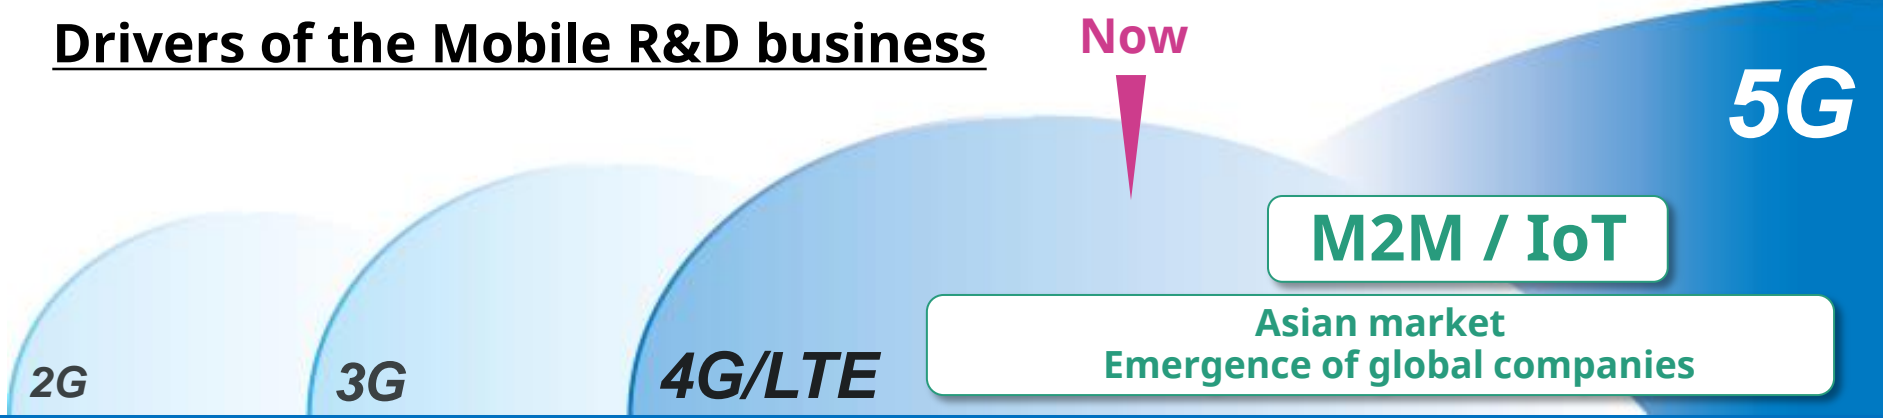 Drivers of the Mobile R&D business
Now
5G
M2M / IoT
Asian market
Emergence of global companies
2G
3G
4G/LTE